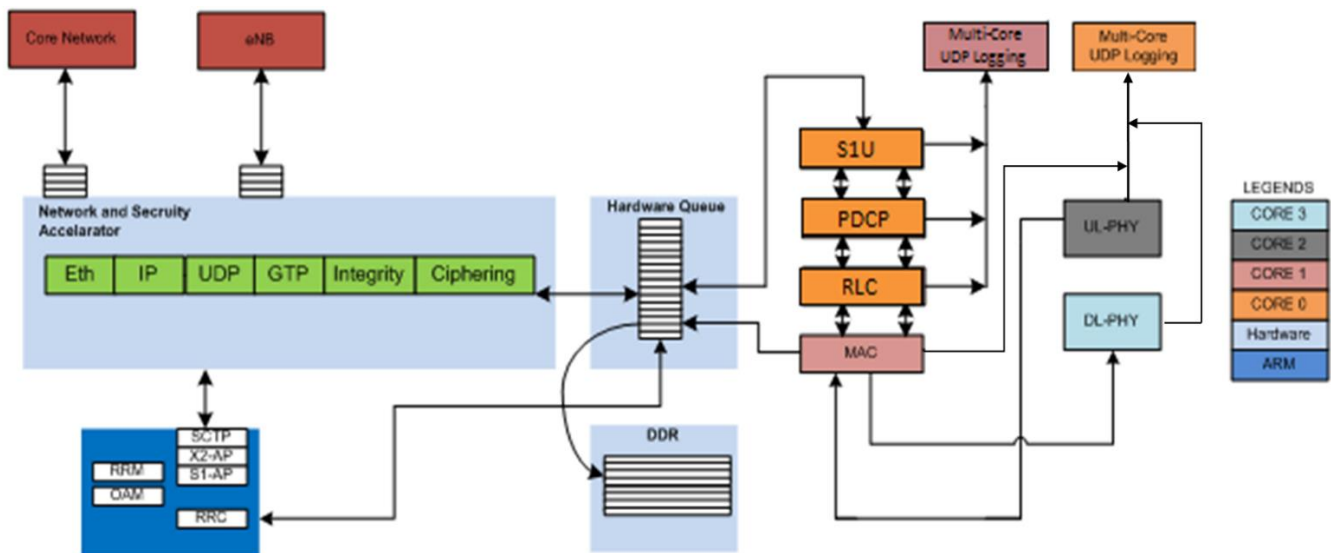 Core Network
eNB
Multi-Core
UDP Logging
Multi-Core
UDP Logging
S1U
PDCP
RLC
MAC
Network and Secruity
Accelarator
Eth
IP
UDP
GTP
Integrity
Ciphering
Hardware Queue
UL-PHY
DL-PHY
LEGENDS
CORE 3
CORE 2
CORE 1
CORE 0
Hardware
ARM
SCTP
X2-AP
S1-AP
RRM
OAM
RRC
DDR